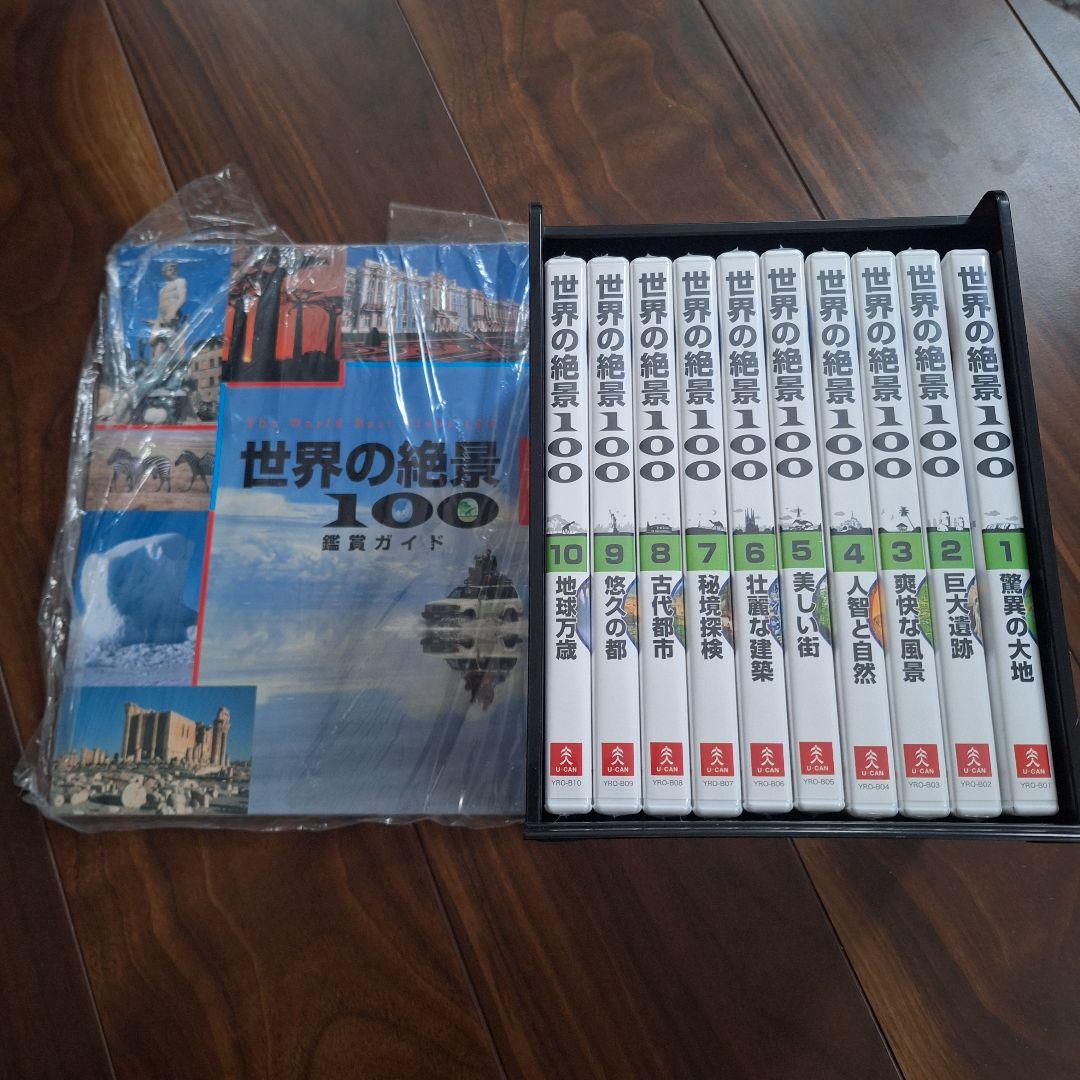 The World Best Views 100
世界の絶景
100
鑑賞ガイド
世界の絶景100
10
地球万歳
U-CAN
YRO-B10
世界の絶景100
9
悠久の都
U-CAN
YRO-B09
世界の絶景100
8
古代都市
U-CAN
YRO-B08
世界の絶景100
7
秘境探検
U-CAN
YRO-B07
世界の絶景100
6
壮麗な建築
U-CAN
YRO-B06
世界の絶景100
5
美しい街
U-CAN
YRO-B05
世界の絶景100
4
人智と自然
U-CAN
YRO-B04
世界の絶景100
3
爽快な風景
U-CAN
YRO-B03
世界の絶景100
2
巨大遺跡
U-CAN
YRO-B02
世界の絶景100
1
驚異の大地
U-CAN
YRO-B01